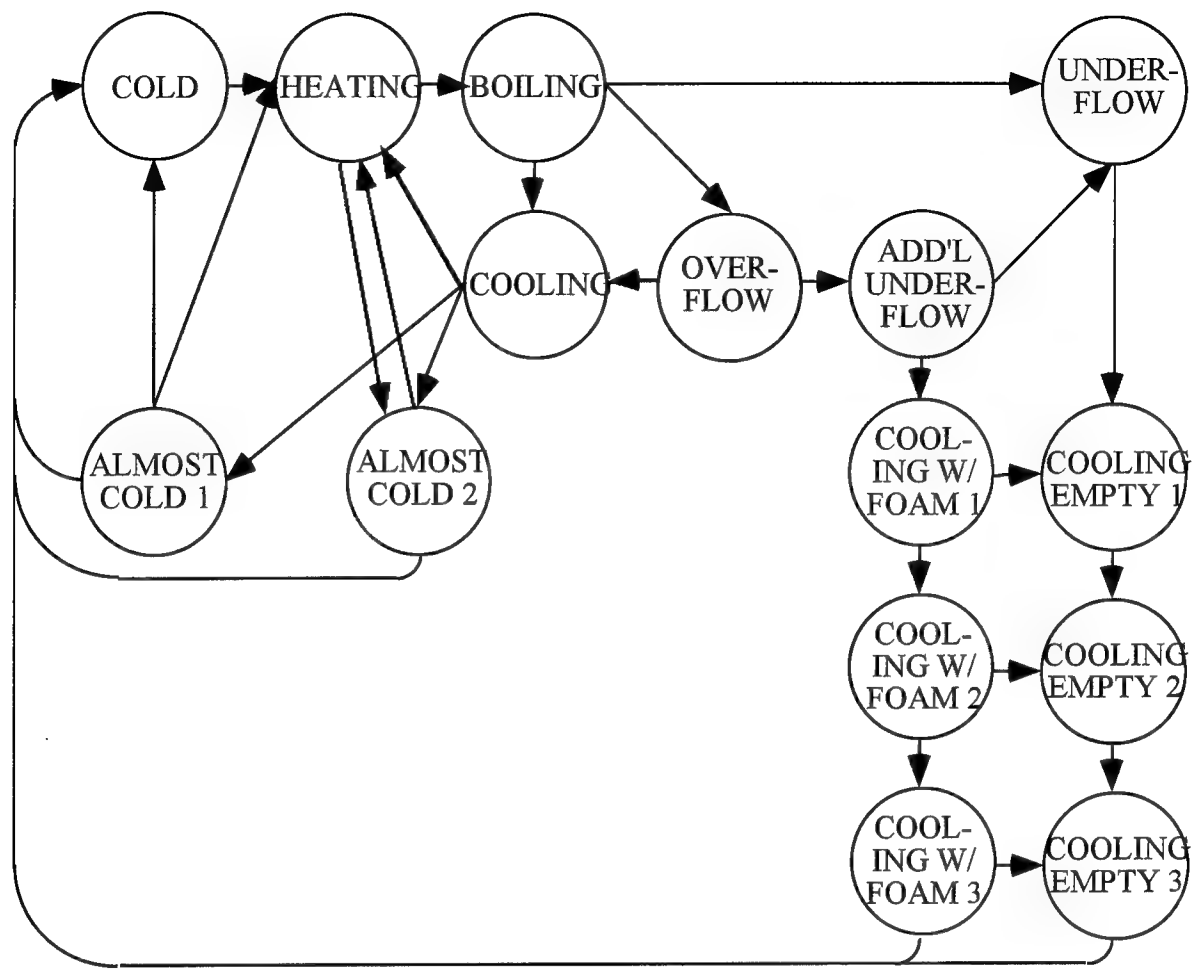 COLD
HEATING
BOILING
UNDER-
FLOW
COOLING
OVER-
FLOW
ADD'L
UNDER-
FLOW
ALMOST
COLD 1
ALMOST
COLD 2
COOL-
ING W/
FOAM 1
COOLING
EMPTY 1
COOL-
ING W/
FOAM 2
COOLING
EMPTY 2
COOL-
ING W/
FOAM 3
COOLING
EMPTY 3